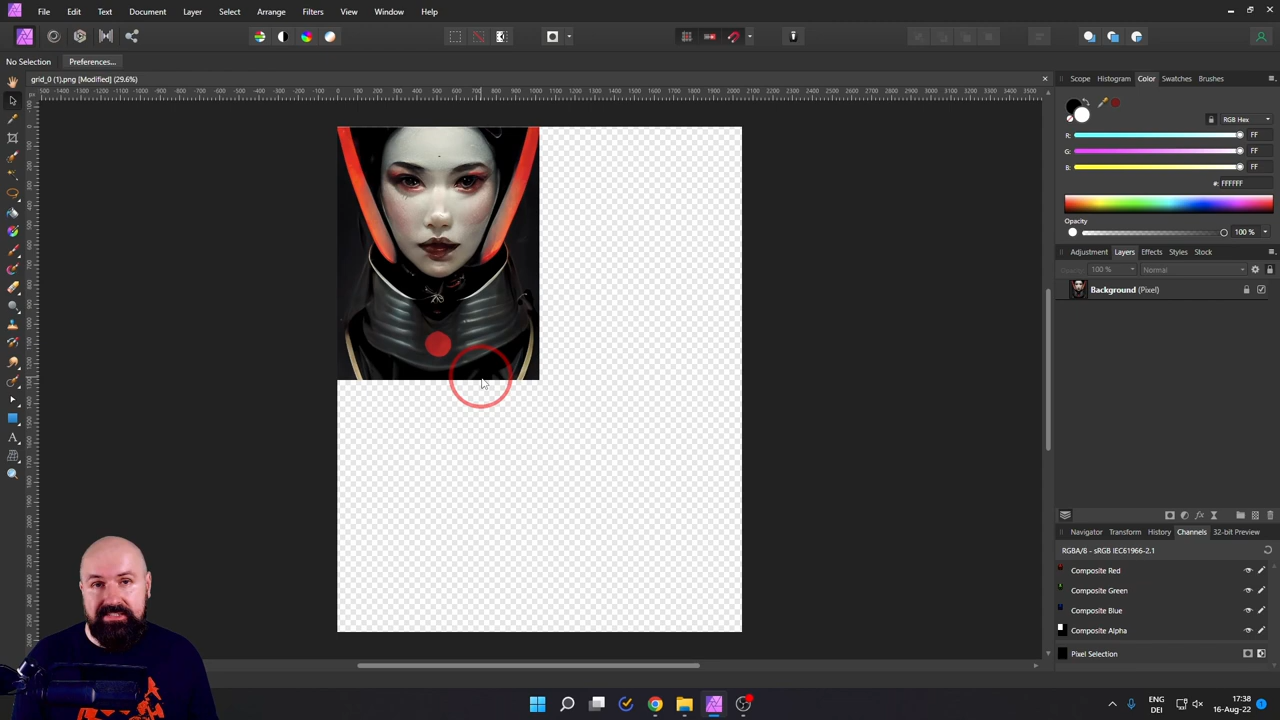 File Edit Text Document Layer Select Arrange Filters View Window Help
No Selection Preferences...
grid_0 (1).png [Modified] (29.6%)
px
Scope Histogram Color Swatches Brushes
RGB Hex
R: FF
G: FF
B: FF
#: FFFFFF
Opacity
100 %
Adjustment Layers Effects Styles Stock
Opacity: 100 % Normal
Background (Pixel)
Navigator Transform History Channels 32-bit Preview
RGBA/8 - sRGB IEC61966-2.1
Composite Red
Composite Green
Composite Blue
Composite Alpha
Pixel Selection
ENG
DEI
17:38
16-Aug-22